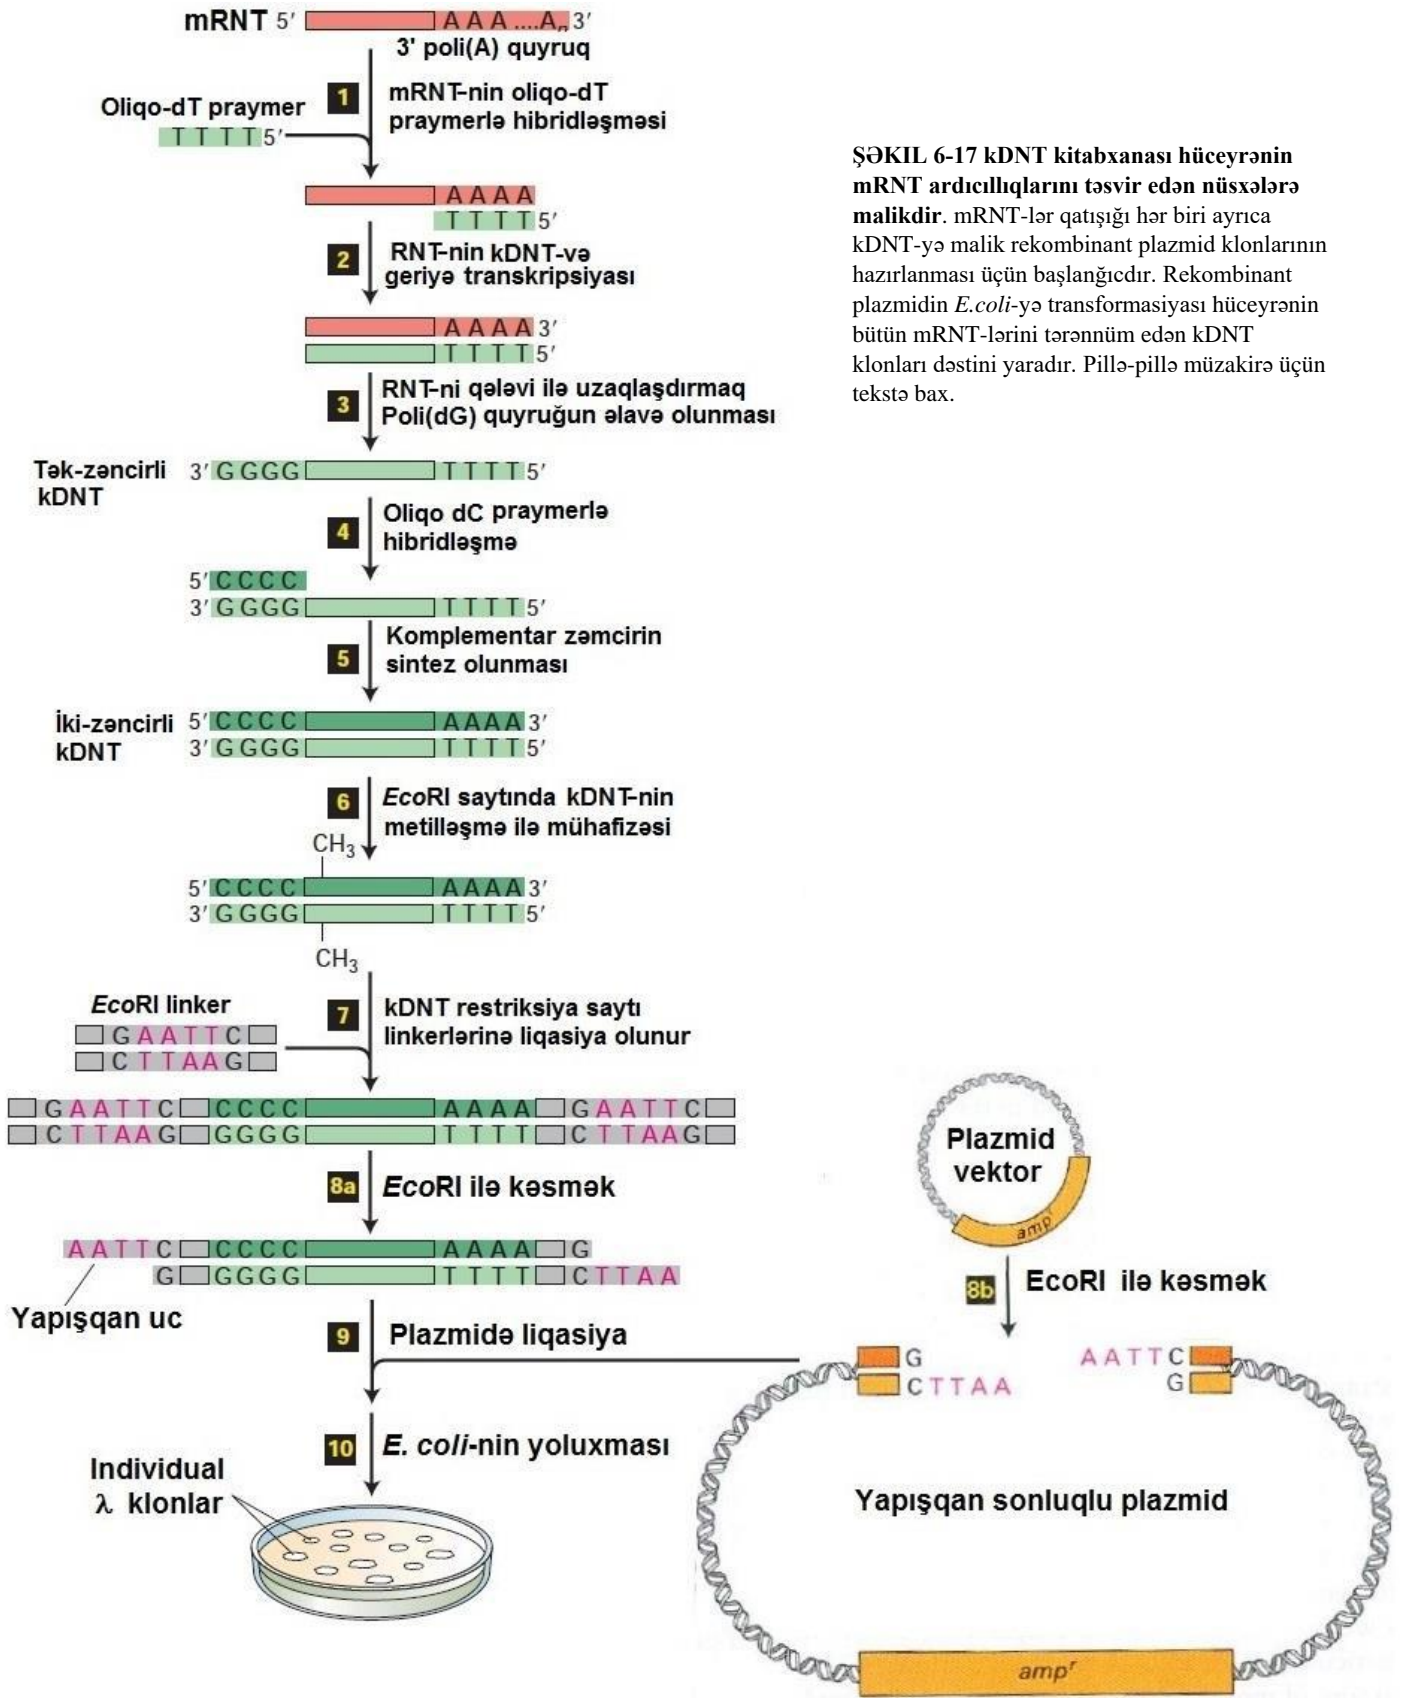 mRNT 5′ A A A ....Aₙ 3′
3' poli(A) quyruq
1
mRNT-nin oliqo-dT
praymerlə hibridləşməsi
Oliqo-dT praymer
T T T T 5′
A A A A
T T T T 5′
2
RNT-nin kDNT-və
geriyə transkripsiyası
A A A A 3′
T T T T 5′
3
RNT-ni qələvi ilə uzaqlaşdırmaq
Poli(dG) quyruğun əlavə olunması
Tək-zəncirli
kDNT
3′ G G G G T T T T 5′
4
Oliqo dC praymerlə
hibridləşmə
5′ C C C C
3′ G G G G T T T T 5′
5
Komplementar zəmcirin
sintez olunması
İki-zəncirli
kDNT
5′ C C C C A A A A 3′
3′ G G G G T T T T 5′
6
EcoRI saytında kDNT-nin
metilləşmə ilə mühafizəsi
CH₃
5′ C C C C A A A A 3′
3′ G G G G T T T T 5′
CH₃
EcoRI linker
G A A T T C
C T T A A G
7
kDNT restriksiya saytı
linkerlərinə liqasiya olunur
G A A T T C C C C C A A A A G A A T T C
C T T A A G G G G G T T T T C T T A A G
8a
EcoRI ilə kəsmək
A A T T C C C C C A A A A G
G G G G G T T T T C T T A A
Yapışqan uc
9
Plazmidə liqasiya
10
E. coli-nin yoluxması
Individual
λ klonlar
ŞƏKIL 6-17 kDNT kitabxanası hüceyrənin
mRNT ardıcıllıqlarını təsvir edən nüsxələrə
malikdir. mRNT-lər qatışığı hər biri ayrıca
kDNT-yə malik rekombinant plazmid klonlarının
hazırlanması üçün başlanğıcdır. Rekombinant
plazmidin E.coli-yə transformasiyası hüceyrənin
bütün mRNT-lərini tərənnüm edən kDNT
klonları dəstini yaradır. Pillə-pillə müzakirə üçün
tekstə bax.
Plazmid
vektor
ampʳ
8b
EcoRI ilə kəsmək
G A A T T C
C T T A A G
Yapışqan sonluqlu plazmid
ampʳ